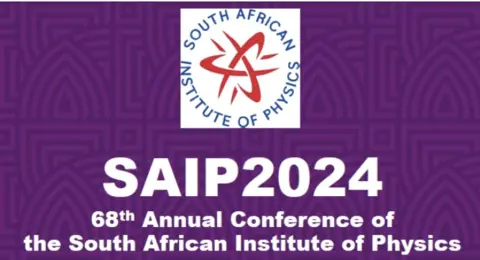 SOUTH AFRICAN
INSTITUTE OF PHYSICS
SAIP2024
68th Annual Conference of
the South African Institute of Physics